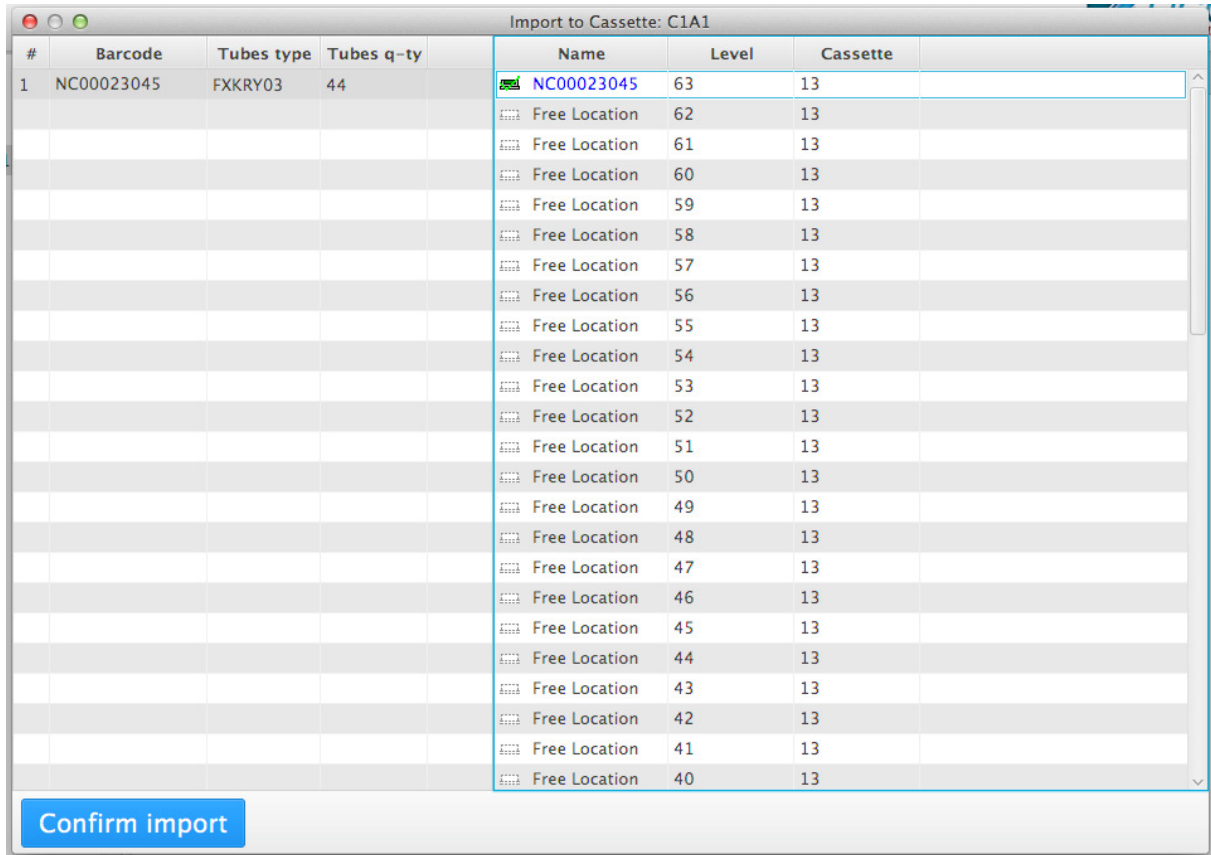 Import to Cassette: C1A1
# Barcode Tubes type Tubes q-ty Name Level Cassette
1 NC00023045 FXKRY03 44 NC00023045 63 13
Free Location 62 13
Free Location 61 13
Free Location 60 13
Free Location 59 13
Free Location 58 13
Free Location 57 13
Free Location 56 13
Free Location 55 13
Free Location 54 13
Free Location 53 13
Free Location 52 13
Free Location 51 13
Free Location 50 13
Free Location 49 13
Free Location 48 13
Free Location 47 13
Free Location 46 13
Free Location 45 13
Free Location 44 13
Free Location 43 13
Free Location 42 13
Free Location 41 13
Free Location 40 13
Confirm import